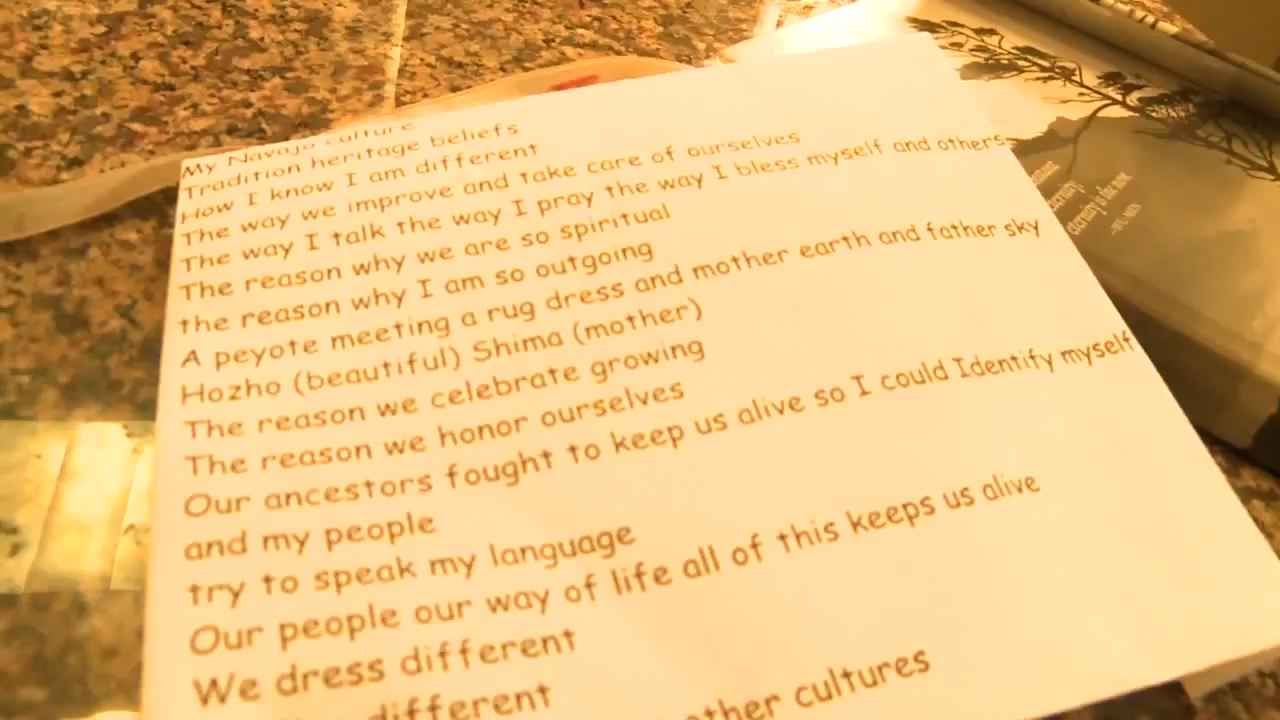 My Navajo culture
Tradition heritage beliefs
How I know I am different
The way we improve and take care of ourselves
The way I talk the way I pray the way I bless myself and others
The reason why we are so spiritual
the reason why I am so outgoing
A peyote meeting a rug dress and mother earth and father sky
Hozho (beautiful) Shima (mother)
The reason we celebrate growing
The reason we honor ourselves
Our ancestors fought to keep us alive so I could Identify myself
and my people
try to speak my language
Our people our way of life all of this keeps us alive
We dress different
different
other cultures
eternity
eternity is the now